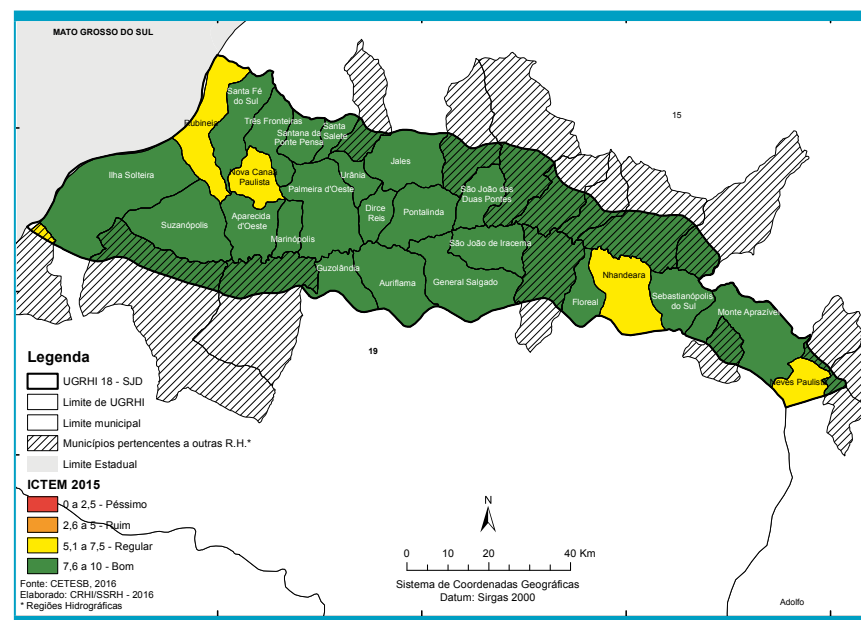 MATO GROSSO DO SUL
15
Santa Fé
do Sul
Rubineia
Três Fronteiras
Santana da
Ponte Pensa
Santa
Salete
Jales
Ilha Solteira
Nova Canaã
Paulista
Urânia
Palmeira d'Oeste
São João das
Duas Pontes
Suzanópolis
Aparecida
d'Oeste
Dirce
Reis
Pontalinda
Marinópolis
São João de Iracema
Guzolândia
Auriflama
General Salgado
Nhandeara
Floreal
Sebastianópolis
do Sul
Monte Aprazível
Neves Paulista
19
Legenda
UGRHI 18 - SJD
Limite de UGRHI
Limite municipal
Municípios pertencentes a outras R.H.*
Limite Estadual
ICTEM 2015
0 a 2,5 - Péssimo
2,6 a 5 - Ruim
5,1 a 7,5 - Regular
7,6 a 10 - Bom
Fonte: CETESB, 2016
Elaborado: CRHI/SSRH - 2016
* Regiões Hidrográficas
N
0 10 20 40 Km
Sistema de Coordenadas Geográficas
Datum: Sirgas 2000
Adolfo